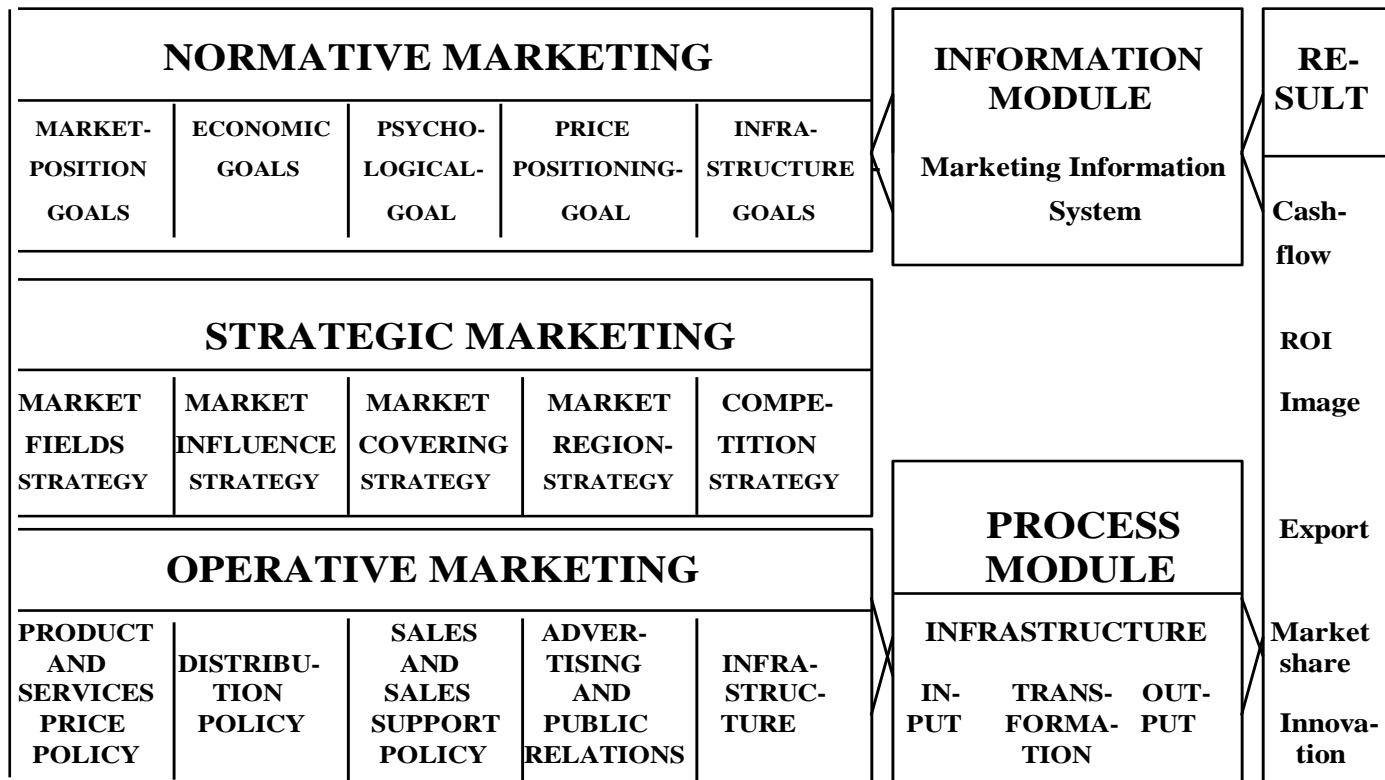 NORMATIVE MARKETING
MARKET-
POSITION
GOALS
ECONOMIC
GOALS
PSYCHO-
LOGICAL-
GOAL
PRICE
POSITIONING-
GOAL
INFRA-
STRUCTURE -
GOALS
INFORMATION
MODULE
Marketing Information
System
RE-
SULT
Cash-
flow
ROI
Image
Export
Market
share
Innova-
tion
STRATEGIC MARKETING
MARKET
FIELDS
STRATEGY
MARKET
INFLUENCE
STRATEGY
MARKET
COVERING
STRATEGY
MARKET
REGION-
STRATEGY
COMPE-
TITION
STRATEGY
OPERATIVE MARKETING
PRODUCT
AND
SERVICES
PRICE
POLICY
DISTRIBU-
TION
POLICY
SALES
AND
SALES
SUPPORT
POLICY
ADVER-
TISING
AND
PUBLIC
RELATIONS
INFRA-
STRUC-
TURE
PROCESS
MODULE
INFRASTRUCTURE
IN-
PUT
TRANS-
FORMA-
TION
OUT-
PUT